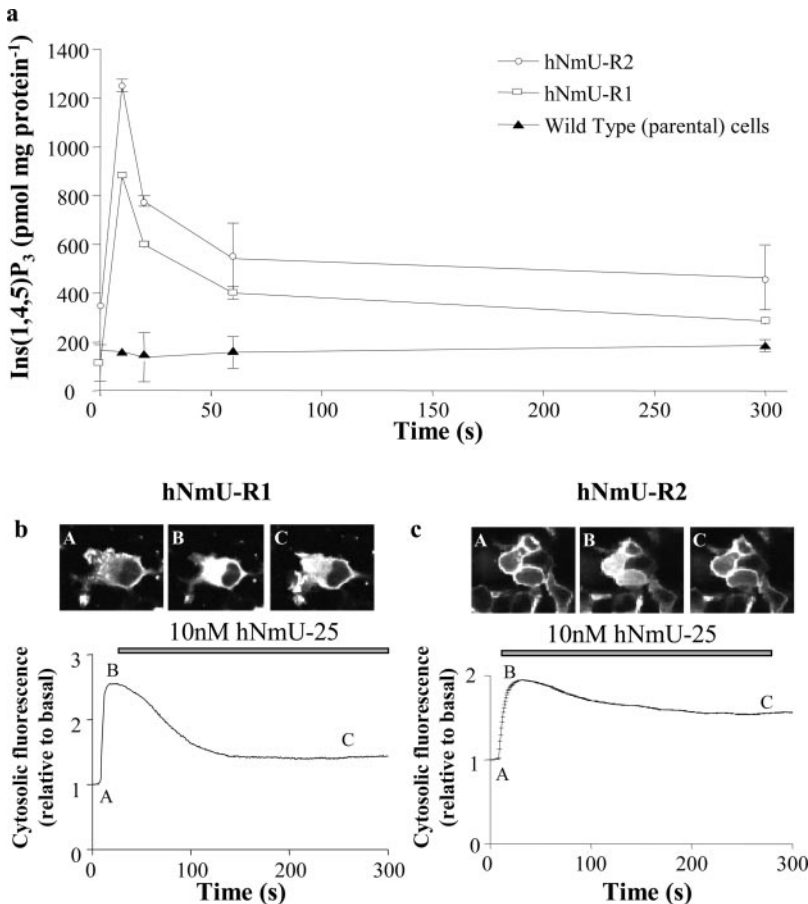 a
Ins(1,4,5)P3 (pmol mg protein-1)
1400
1200
1000
800
600
400
200
0
hNmU-R2
hNmU-R1
Wild Type (parental) cells
0 50 100 150 200 250 300
Time (s)
hNmU-R1
b
A B C
10nM hNmU-25
Cytosolic fluorescence
(relative to basal)
3
2
1
0
B
C
A
0 100 200 300
Time (s)
hNmU-R2
c
A B C
10nM hNmU-25
Cytosolic fluorescence
(relative to basal)
2
1
0
B
C
A
0 100 200 300
Time (s)